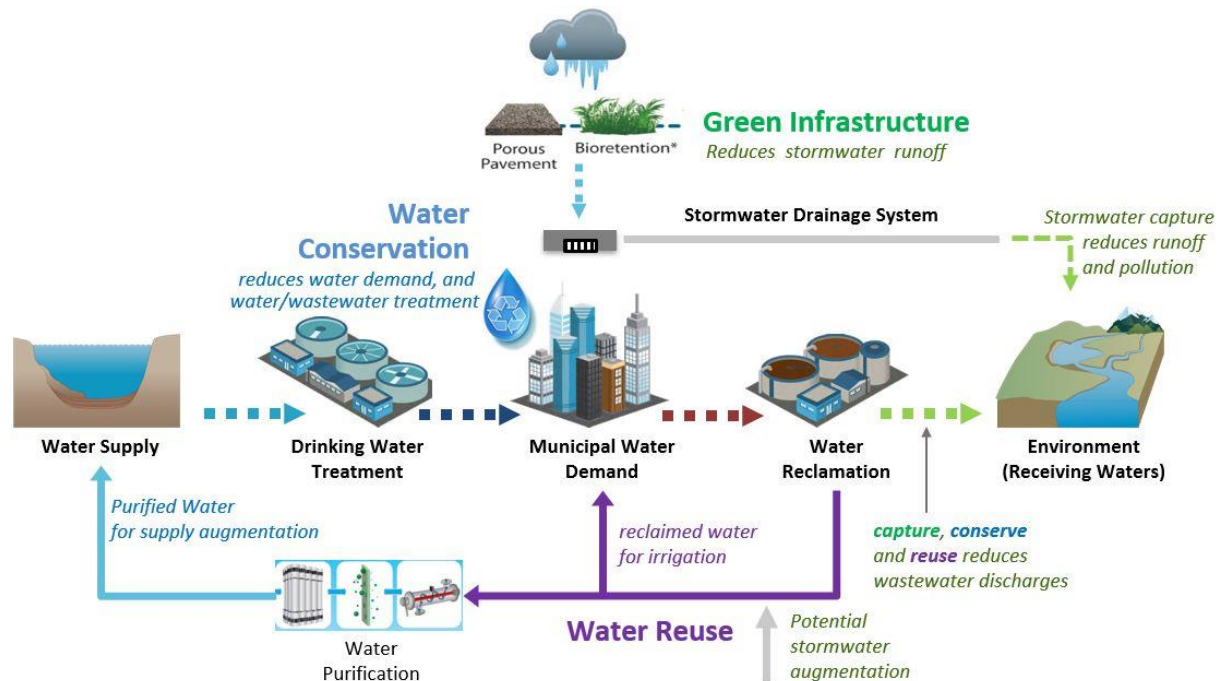 Porous
Pavement
Bioretention*
Green Infrastructure
Reduces stormwater runoff
Water
Conservation
reduces water demand, and
water/wastewater treatment
Stormwater Drainage System
Stormwater capture
reduces runoff
and pollution
Water Supply
Drinking Water
Treatment
Municipal Water
Demand
Water
Reclamation
Environment
(Receiving Waters)
Purified Water
for supply augmentation
reclaimed water
for irrigation
capture, conserve
and reuse reduces
wastewater discharges
Water Reuse
Water
Purification
Potential
stormwater
augmentation